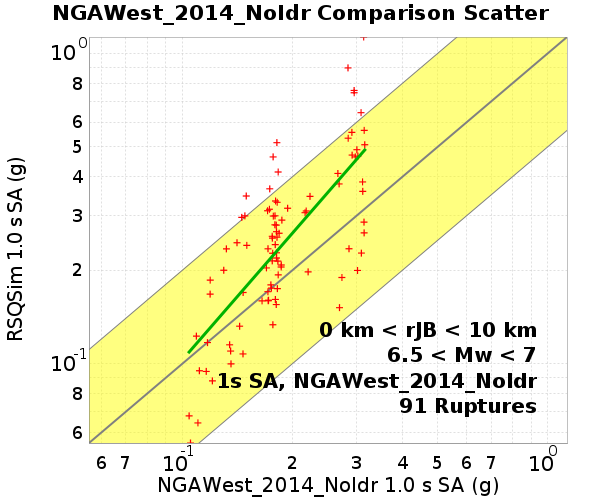 NGAWest_2014_NoIdr Comparison Scatter
RSQSim 1.0 s SA (g)
10^0
8
6
5
4
3
2
10^-1
8
6
0 km < rJB < 10 km
6.5 < Mw < 7
1s SA, NGAWest_2014_NoIdr
91 Ruptures
6 7 10^-1 2 3 4 5 6 7 8 10^0
NGAWest_2014_NoIdr 1.0 s SA (g)